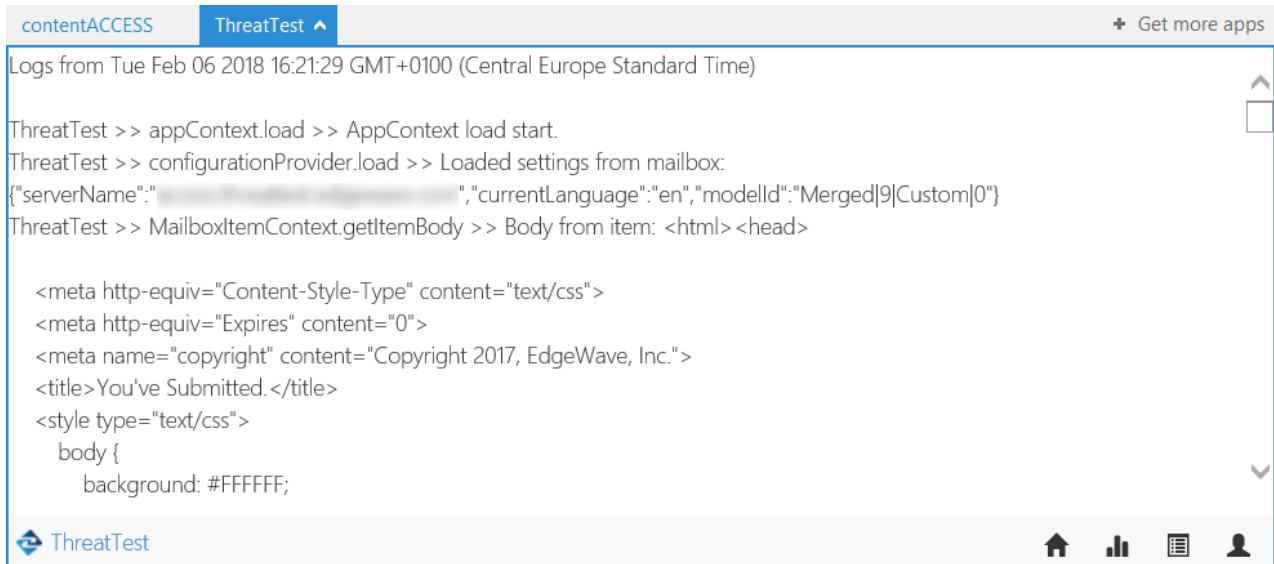 contentACCESS ThreatTest + Get more apps
Logs from Tue Feb 06 2018 16:21:29 GMT+0100 (Central Europe Standard Time)
ThreatTest >> appContext.load >> AppContext load start.
ThreatTest >> configurationProvider.load >> Loaded settings from mailbox:
{"serverName":" ","currentLanguage":"en","modelId":"Merged|9|Custom|0"}
ThreatTest >> MailboxItemContext.getItemBody >> Body from item: <html><head>
<meta http-equiv="Content-Style-Type" content="text/css">
<meta http-equiv="Expires" content="0">
<meta name="copyright" content="Copyright 2017, EdgeWave, Inc.">
<title>You've Submitted.</title>
<style type="text/css">
body {
background: #FFFFFF;
ThreatTest